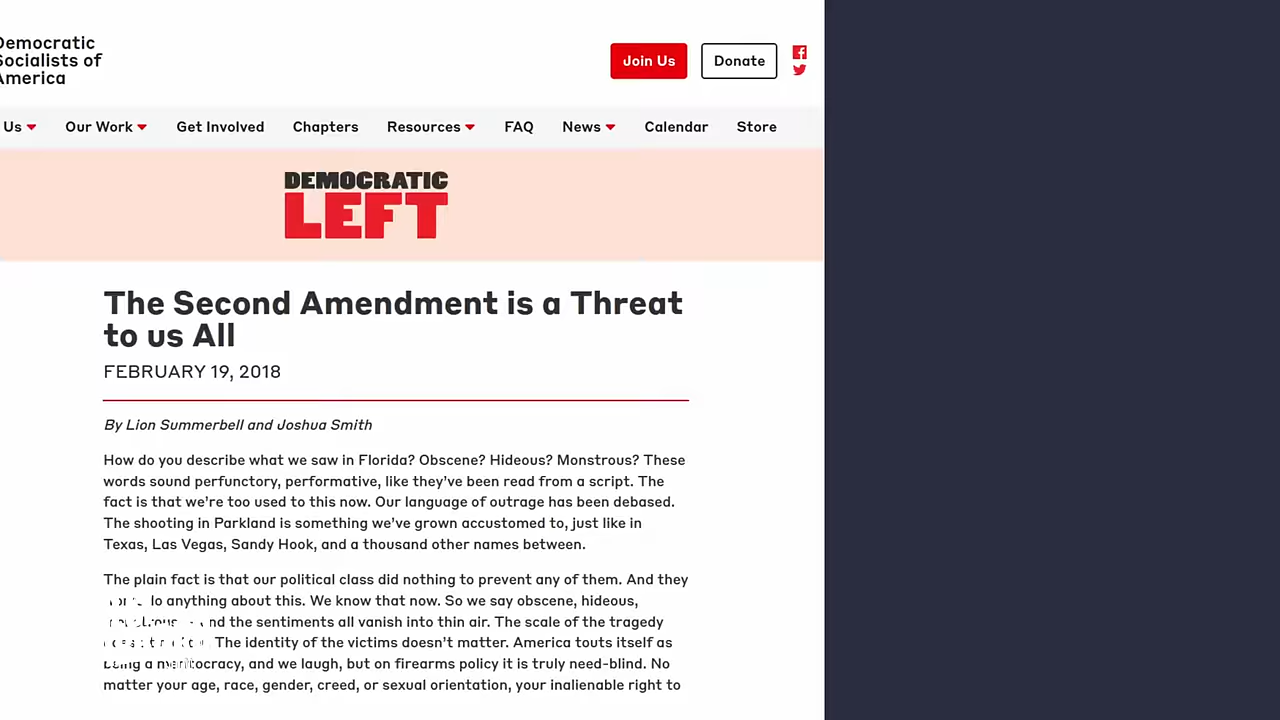 Democratic
Socialists of
America
Join Us
Donate
Us
Our Work
Get Involved
Chapters
Resources
FAQ
News
Calendar
Store
DEMOCRATIC
LEFT
The Second Amendment is a Threat
to us All
FEBRUARY 19, 2018
By Lion Summerbell and Joshua Smith
How do you describe what we saw in Florida? Obscene? Hideous? Monstrous? These
words sound perfunctory, performative, like they've been read from a script. The
fact is that we're too used to this now. Our language of outrage has been debased.
The shooting in Parkland is something we've grown accustomed to, just like in
Texas, Las Vegas, Sandy Hook, and a thousand other names between.
The plain fact is that our political class did nothing to prevent any of them. And they
anything about this. We know that now. So we say obscene, hideous,
and the sentiments all vanish into thin air. The scale of the tragedy
The identity of the victims doesn't matter. America touts itself as
being a meritocracy, and we laugh, but on firearms policy it is truly need-blind. No
matter your age, race, gender, creed, or sexual orientation, your inalienable right to